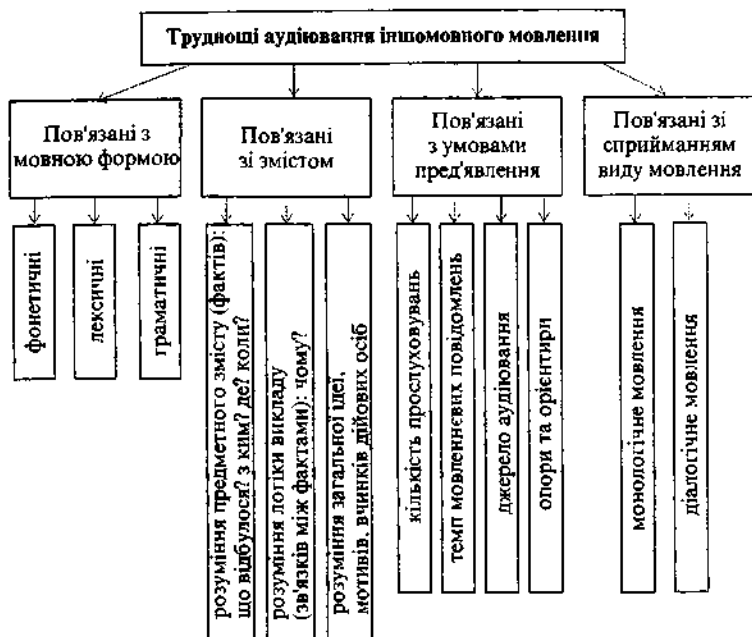 Труднощі аудіювання іншомовного мовлення
Пов'язані з
мовною формою
Пов'язані
зі змістом
Пов'язані
з умовами
пред'явлення
Пов'язані зі
сприйманням
виду мовлення
фонетичні
лексичні
граматичні
розуміння предметного змісту (фактів):
що відбулося? з ким? де? коли?
розуміння логіки викладу
(зв'язків між фактами): чому?
розуміння загальної ідеї,
мотивів, вчинків дійових осіб
кількість прослуховувань
темп мовленнєвих повідомлень
джерело аудіювання
опори та орієнтири
монологічне мовлення
діалогічне мовлення